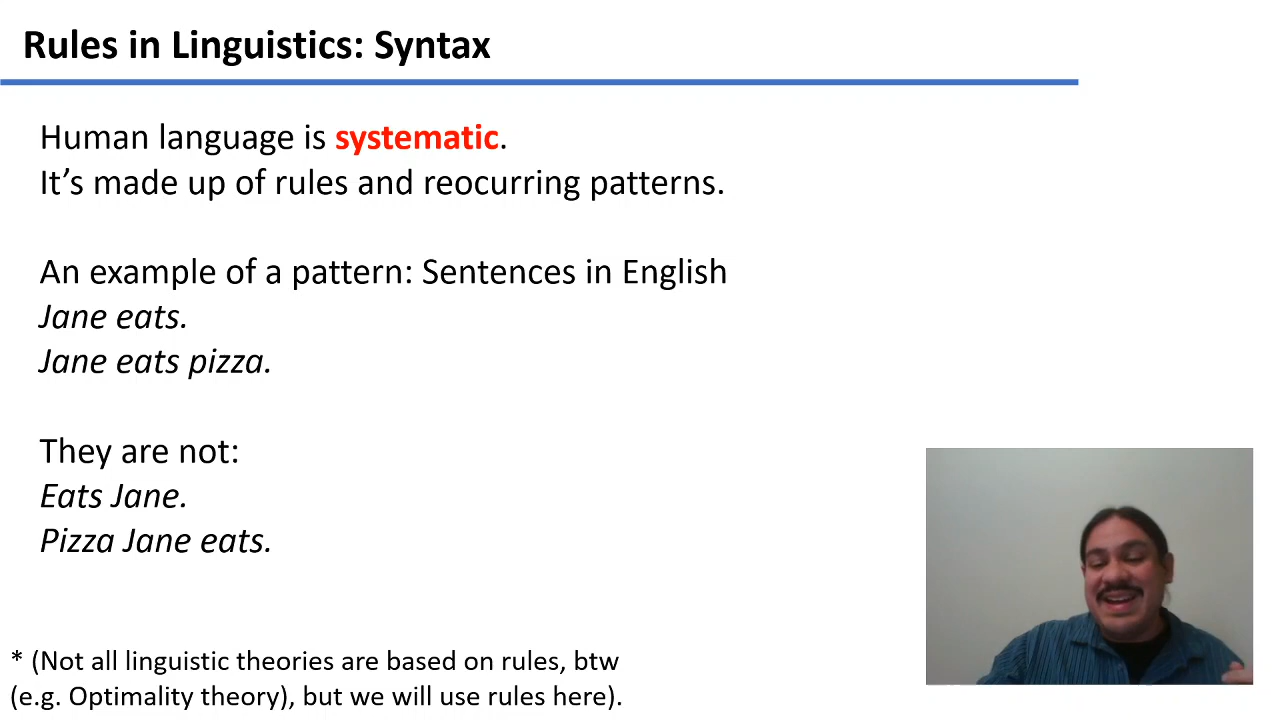 Rules in Linguistics: Syntax
Human language is systematic.
It’s made up of rules and reocurring patterns.
An example of a pattern: Sentences in English
Jane eats.
Jane eats pizza.
They are not:
Eats Jane.
Pizza Jane eats.
* (Not all linguistic theories are based on rules, btw
(e.g. Optimality theory), but we will use rules here).